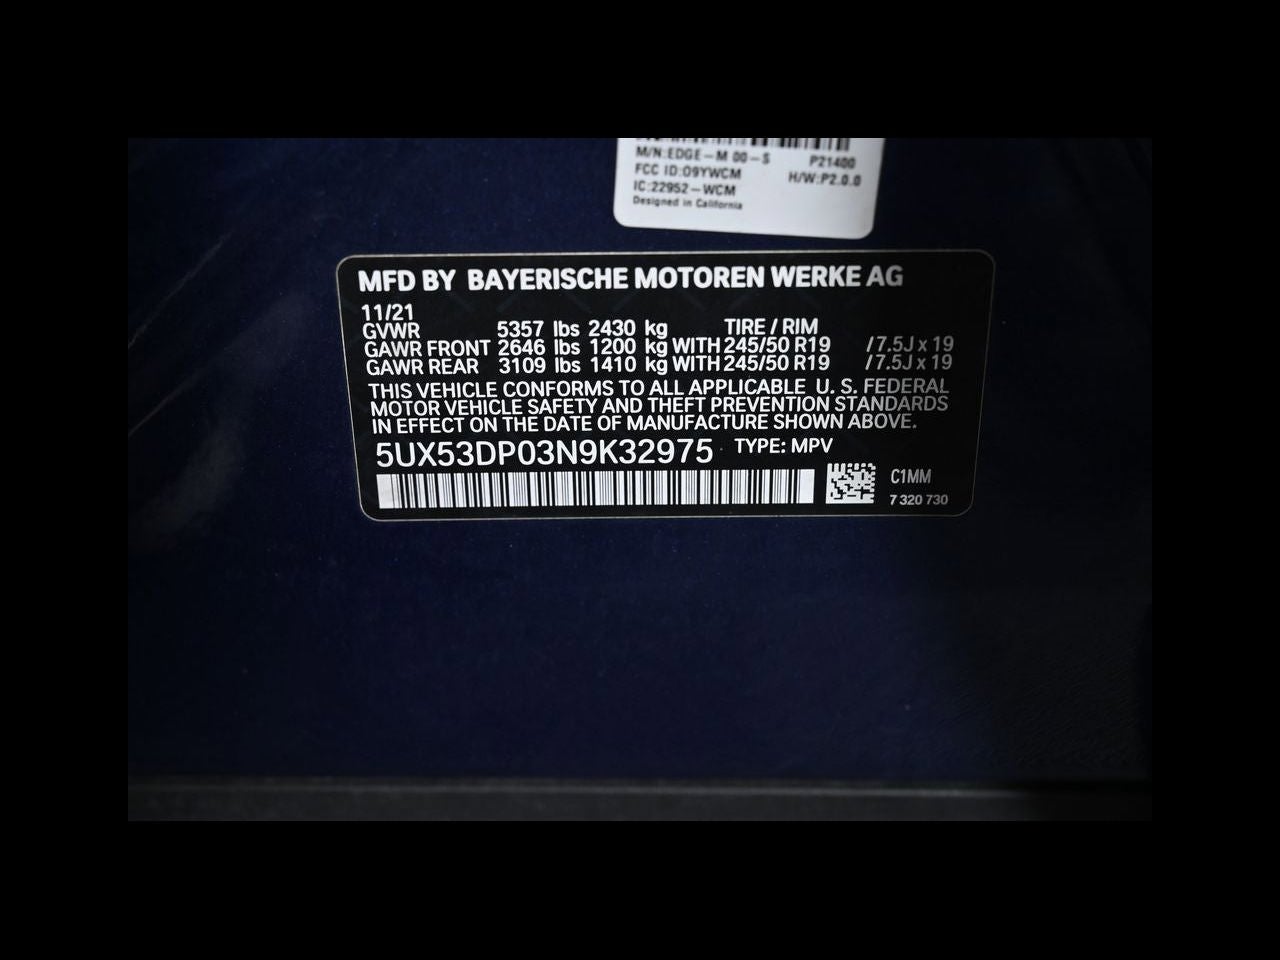 M/N:EDGE-M 00-S P21400
FCC ID:O9YWCM H/W:P2.0.0
IC:22952-WCM
Designed in California
MFD BY BAYERISCHE MOTOREN WERKE AG
11/21
GVWR 5357 lbs 2430 kg TIRE / RIM
GAWR FRONT 2646 lbs 1200 kg WITH 245/50 R19 / 7.5J x 19
GAWR REAR 3109 lbs 1410 kg WITH 245/50 R19 / 7.5J x 19
THIS VEHICLE CONFORMS TO ALL APPLICABLE U. S. FEDERAL
MOTOR VEHICLE SAFETY AND THEFT PREVENTION STANDARDS
IN EFFECT ON THE DATE OF MANUFACTURE SHOWN ABOVE.
5UX53DP03N9K32975 TYPE: MPV
C1MM
7 320 730